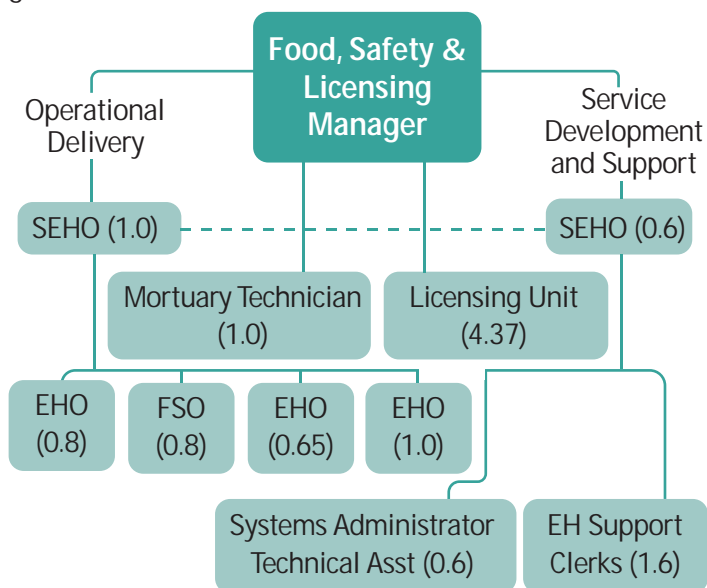 Food, Safety &
Licensing
Manager
Operational
Delivery
Service
Development
and Support
SEHO (1.0)
SEHO (0.6)
Mortuary Technician
(1.0)
Licensing Unit
(4.37)
EHO
(0.8)
FSO
(0.8)
EHO
(0.65)
EHO
(1.0)
Systems Administrator
Technical Asst (0.6)
EH Support
Clerks (1.6)